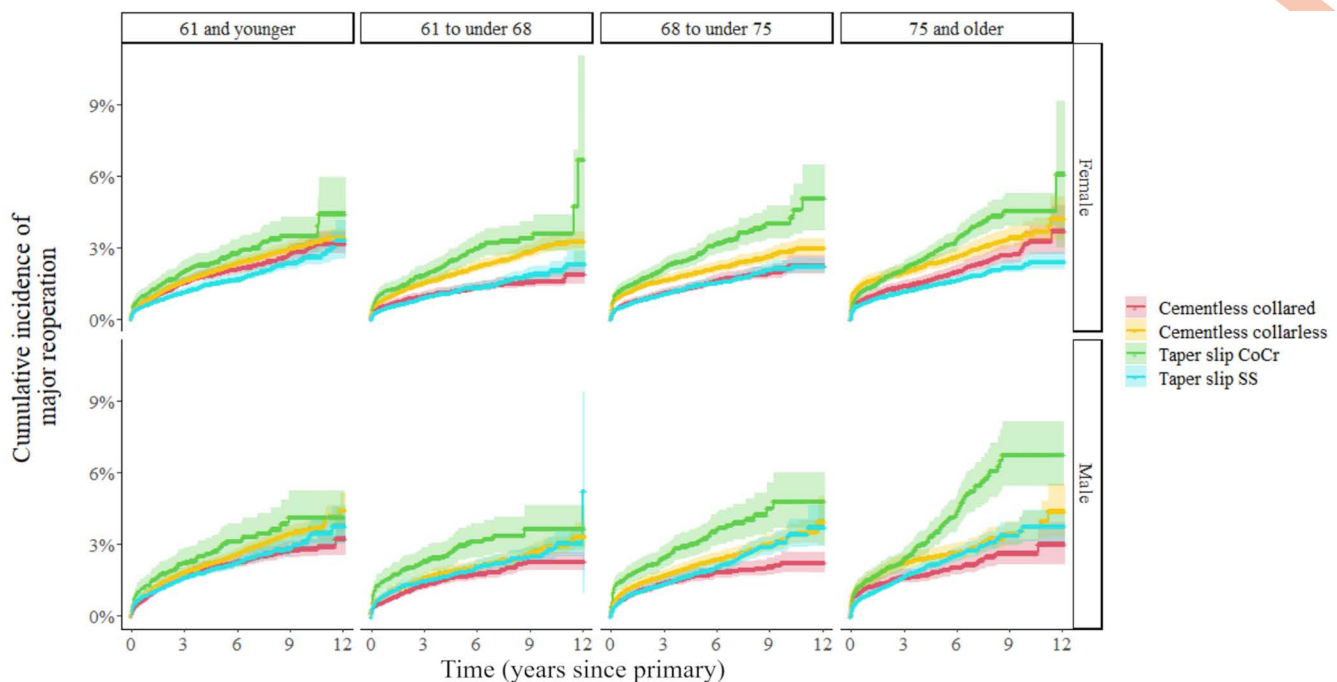 61 and younger
61 to under 68
68 to under 75
75 and older
Cumulative incidence of
major reoperation
9%
6%
3%
0%
Female
9%
6%
3%
0%
Male
0 3 6 9 12
0 3 6 9 12
0 3 6 9 12
0 3 6 9 12
Time (years since primary)
Cementless collared
Cementless collarless
Taper slip CoCr
Taper slip SS